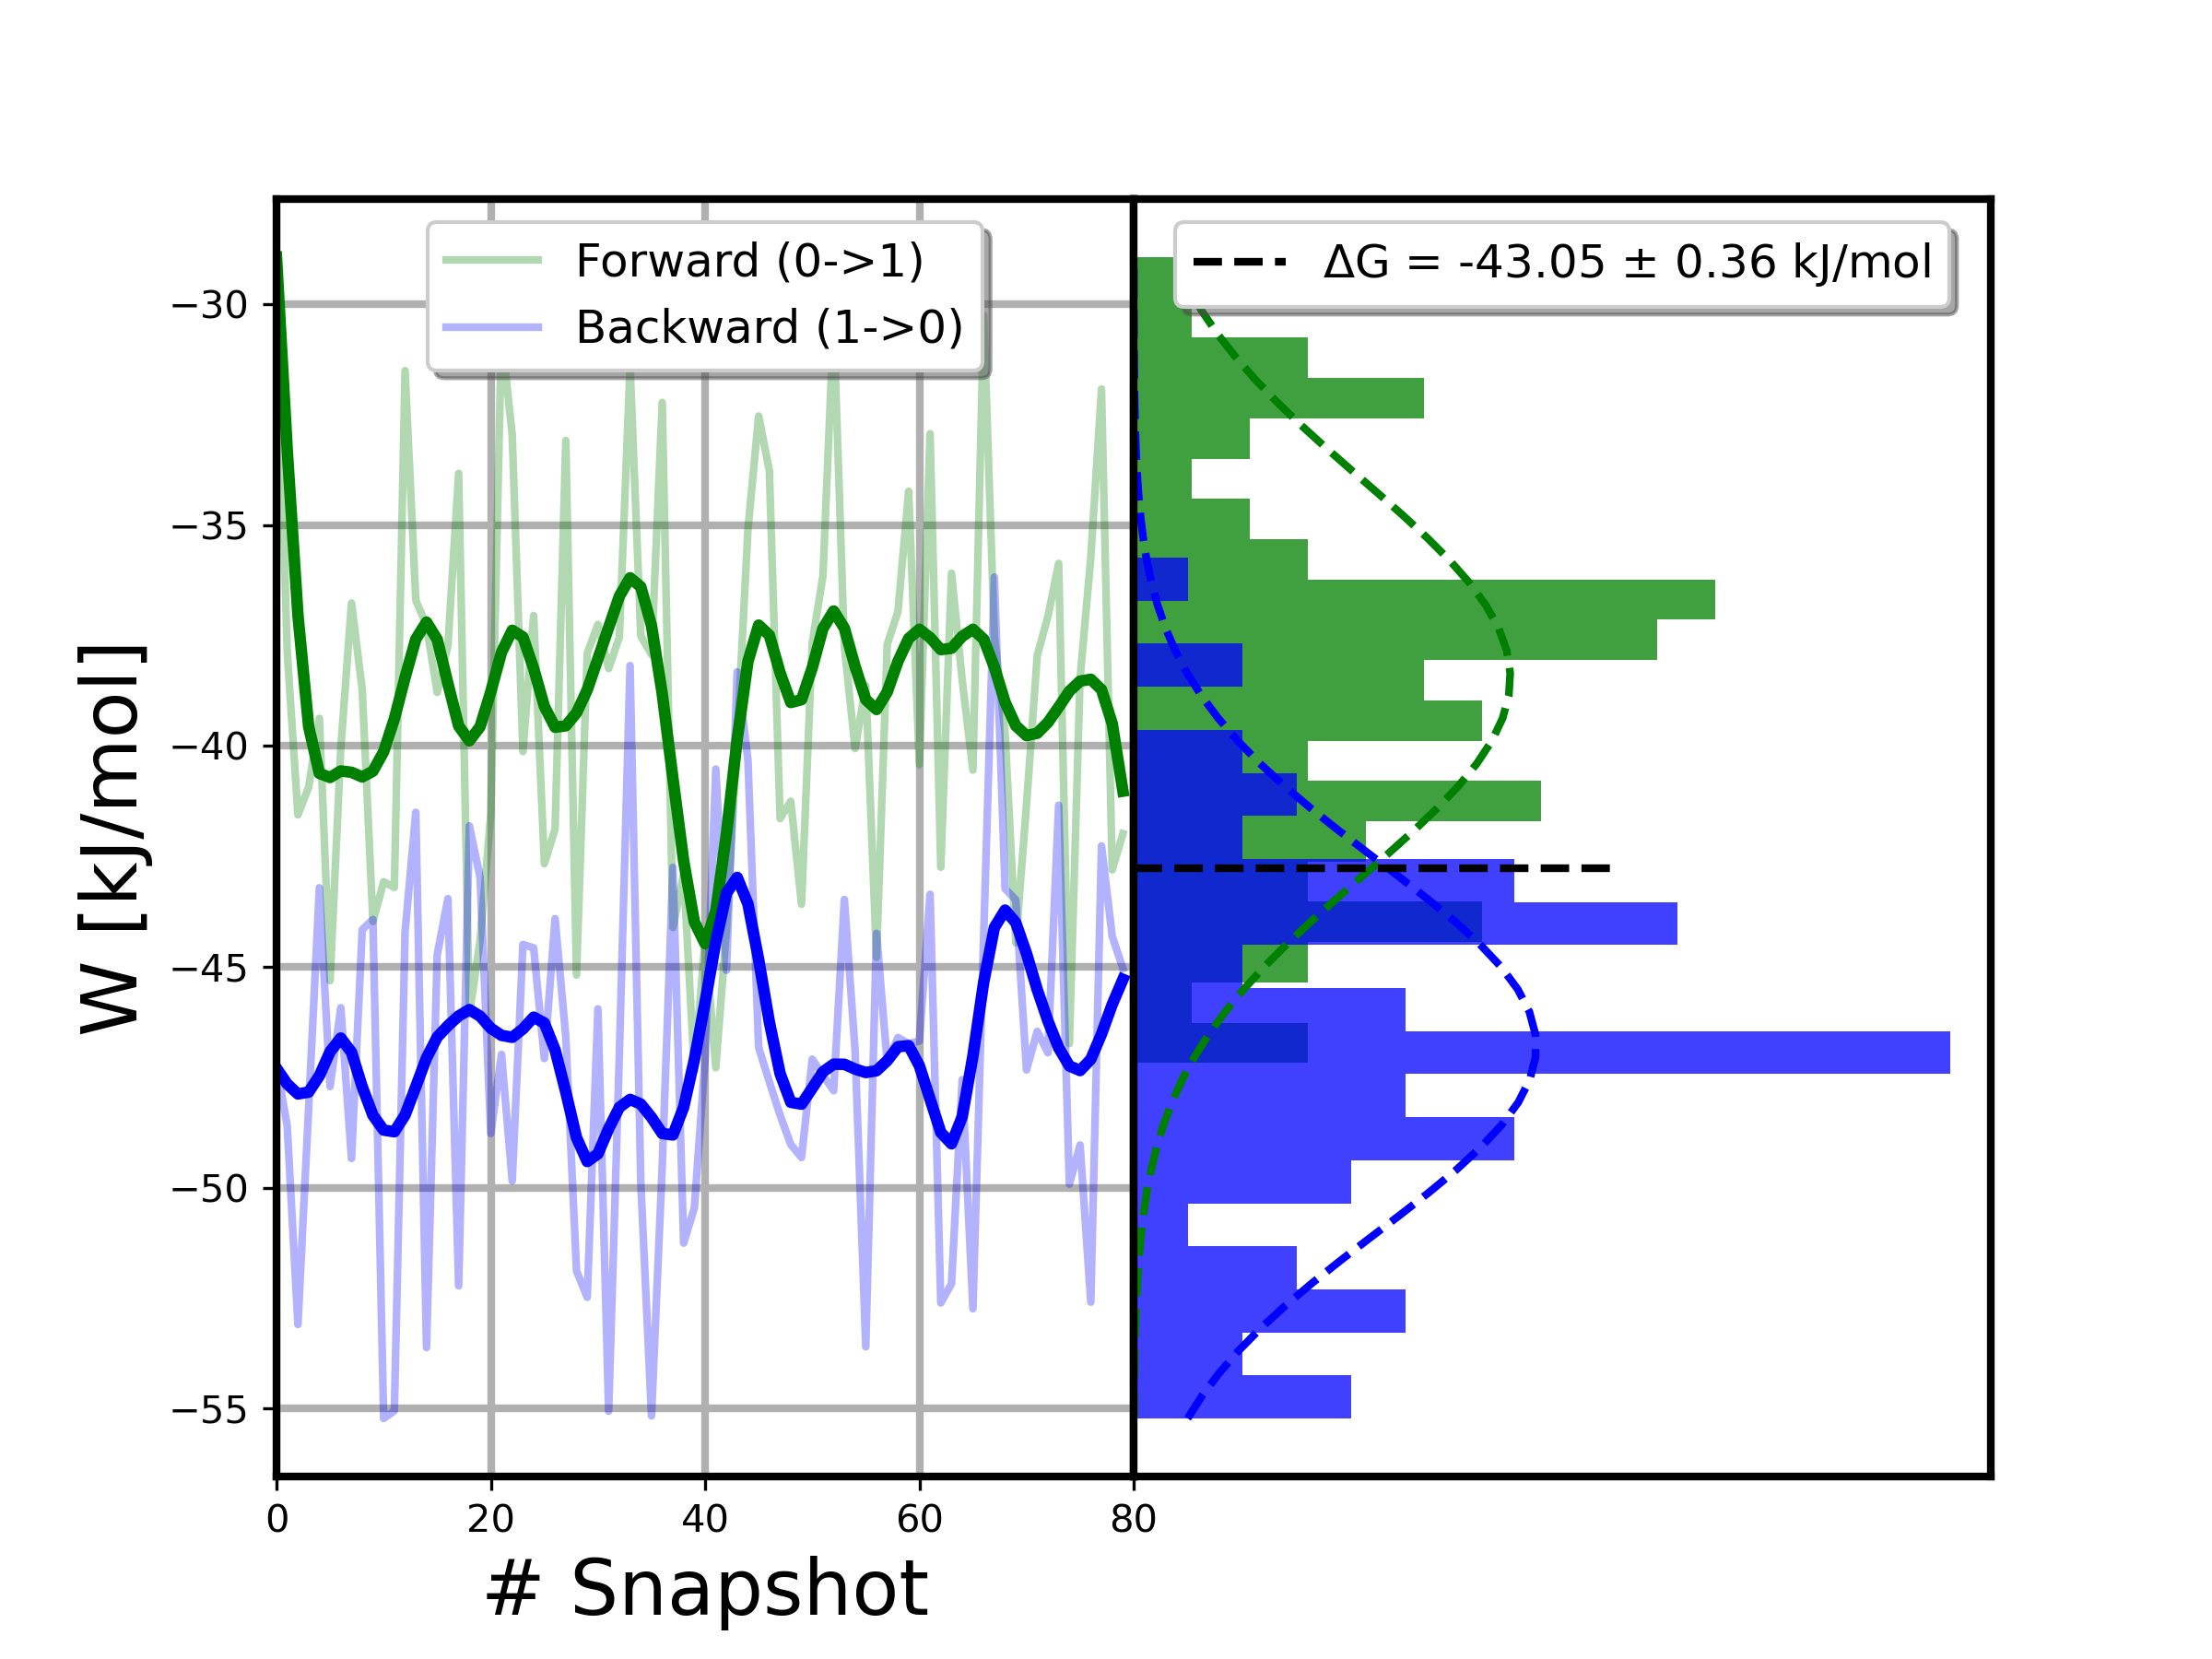 Forward (0->1)
Backward (1->0)
ΔG = -43.05 ± 0.36 kJ/mol
W [kJ/mol]
−30
−35
−40
−45
−50
−55
0 20 40 60 80
# Snapshot